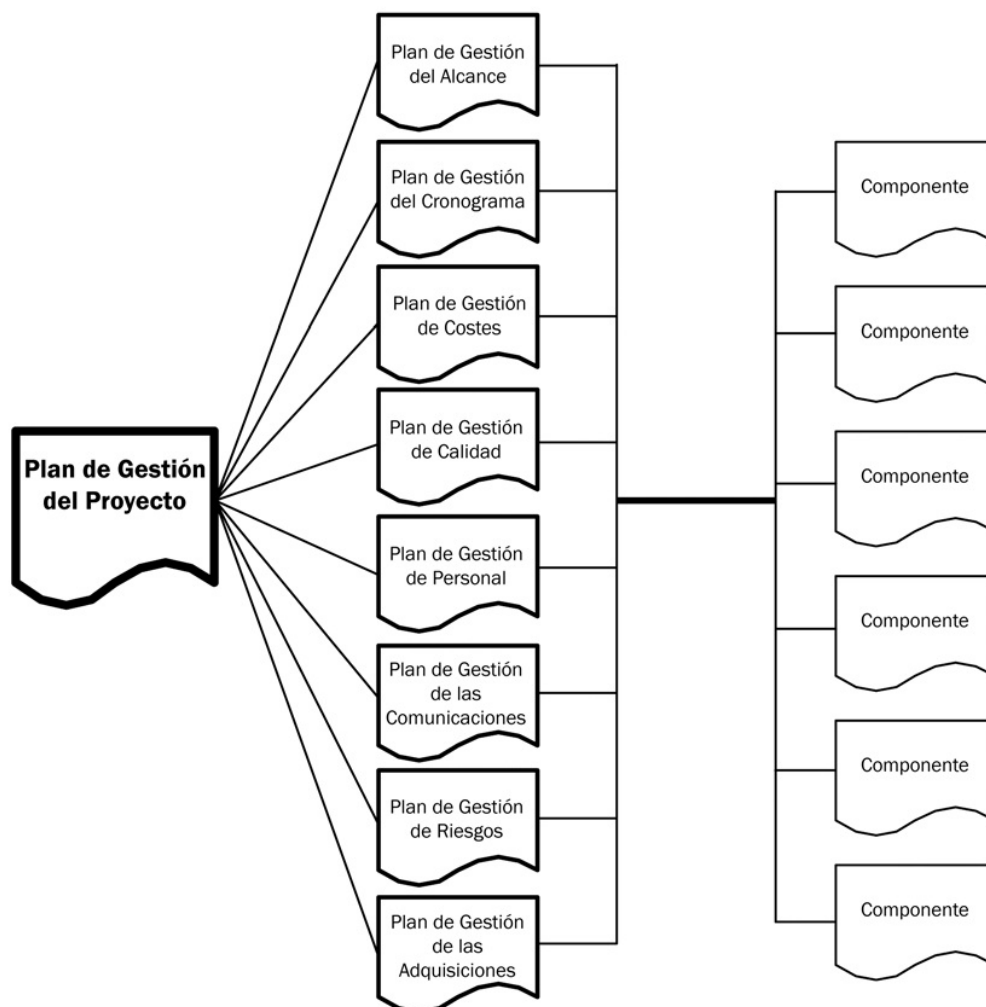 Plan de Gestión
del Proyecto
Plan de Gestión
del Alcance
Plan de Gestión
del Cronograma
Plan de Gestión
de Costes
Plan de Gestión
de Calidad
Plan de Gestión
de Personal
Plan de Gestión
de las
Comunicaciones
Plan de Gestión
de Riesgos
Plan de Gestión
de las
Adquisiciones
Componente
Componente
Componente
Componente
Componente
Componente